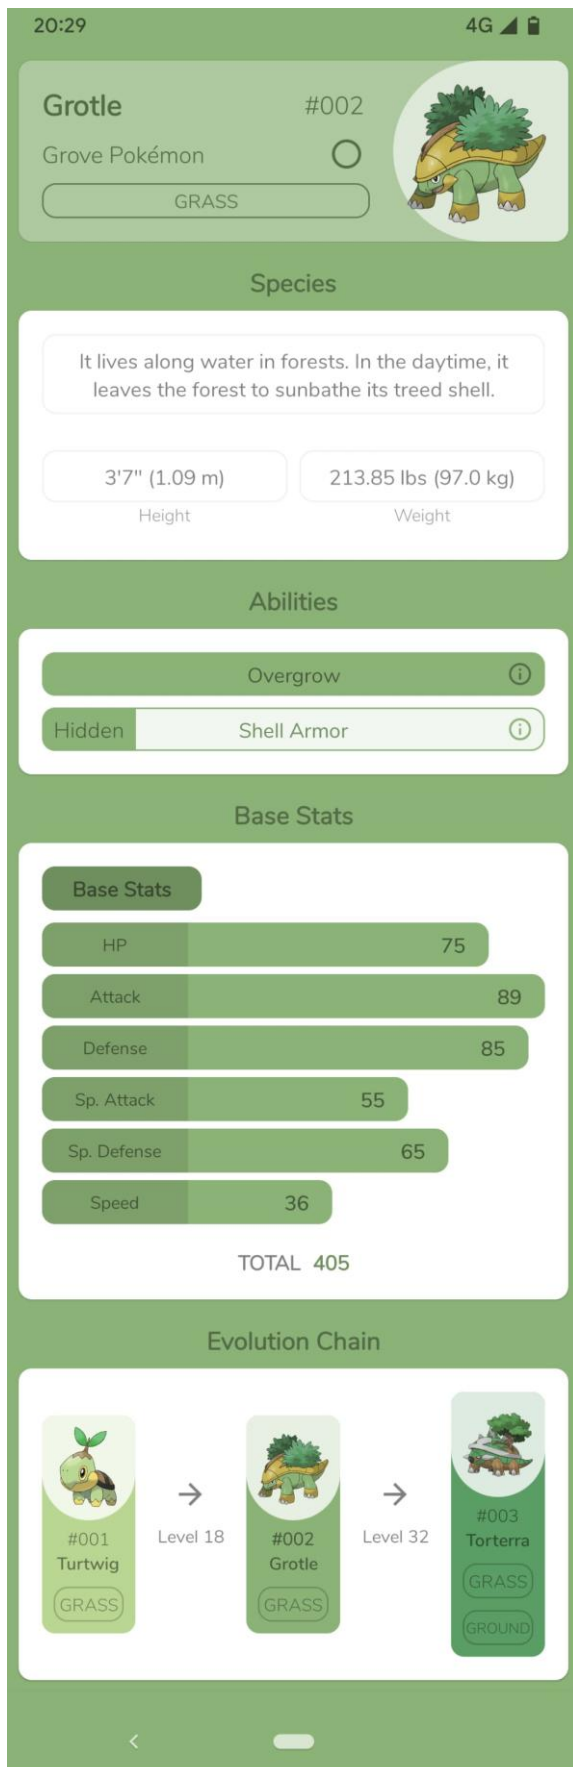 20:29
4G
Grotle
#002
Grove Pokémon
GRASS
Species
It lives along water in forests. In the daytime, it
leaves the forest to sunbathe its treed shell.
3'7" (1.09 m)
213.85 lbs (97.0 kg)
Height
Weight
Abilities
Overgrow
Hidden
Shell Armor
Base Stats
Base Stats
HP
75
Attack
89
Defense
85
Sp. Attack
55
Sp. Defense
65
Speed
36
TOTAL 405
Evolution Chain
#001
Turtwig
GRASS
Level 18
#002
Grotle
GRASS
Level 32
#003
Torterra
GRASS
GROUND